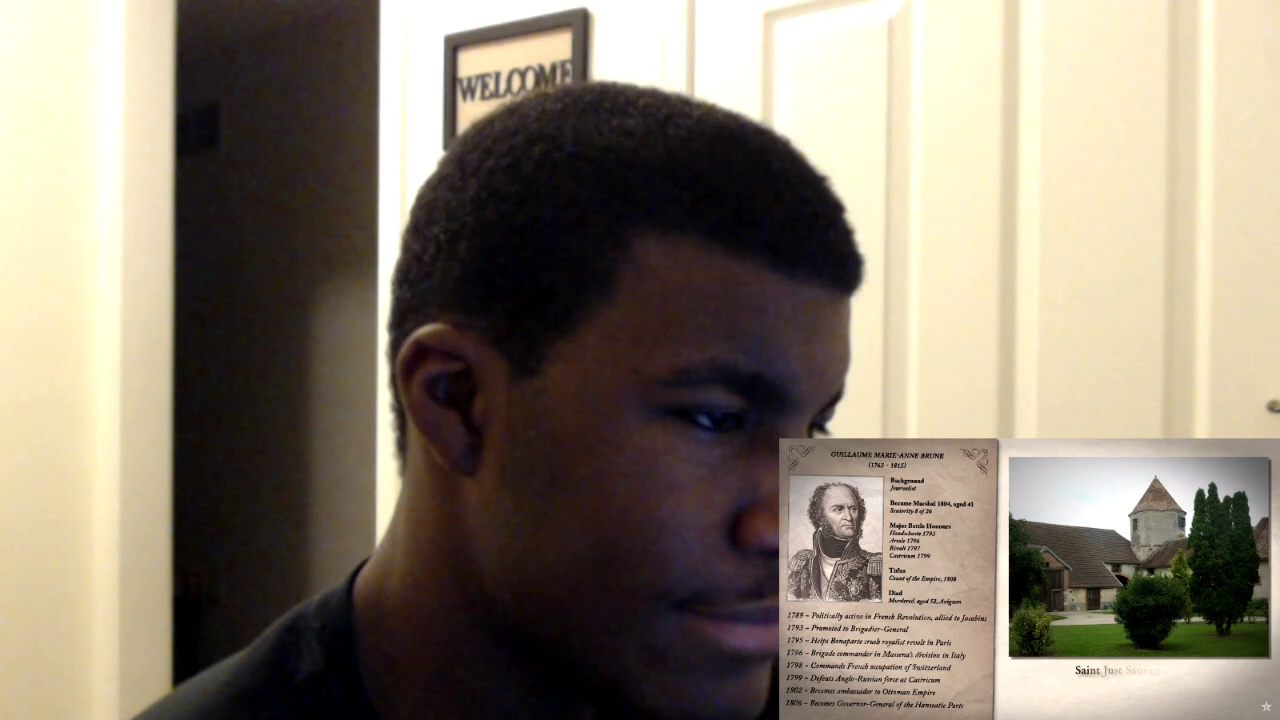 WELCOME
GUILLAUME MARIE-ANNE BRUNE
(1763 - 1815)
Background
Journalist
Became Marshal 1804, aged 41
Seniority 8 of 26
Major Battle Honours
Hondschoote 1793
Arcole 1796
Rivoli 1797
Castricum 1799
Titles
Count of the Empire, 1808
Died
Murdered, aged 52, Avignon
1789 ~ Politically active in French Revolution, allied to Jacobins
1793 ~ Promoted to Brigadier-General
1795 ~ Helps Bonaparte crush royalist revolt in Paris
1796 ~ Brigade commander in Massena's division in Italy
1798 ~ Commands French occupation of Switzerland
1799 ~ Defeats Anglo-Russian force at Castricum
1802 ~ Becomes ambassador to Ottoman Empire
1806 ~ Becomes Governor-General of the Hanseatic Ports
Saint Just Sauva